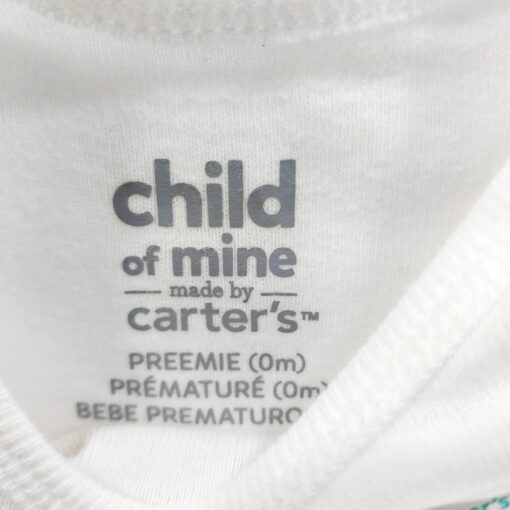 child
of mine
made by
carter's™
PREEMIE (0m)
PRÉMATURÉ (0m)
BEBE PREMATURO